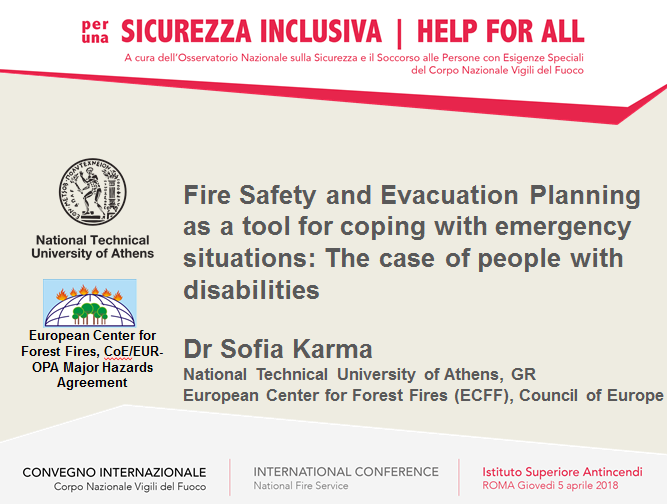 per
una
SICUREZZA INCLUSIVA | HELP FOR ALL
A cura dell'Osservatorio Nazionale sulla Sicurezza e il Soccorso alle Persone con Esigenze Speciali
del Corpo Nazionale Vigili del Fuoco
National Technical
University of Athens
European Center for
Forest Fires, CoE/EUR-
OPA Major Hazards
Agreement
Fire Safety and Evacuation Planning
as a tool for coping with emergency
situations: The case of people with
disabilities
Dr Sofia Karma
National Technical University of Athens, GR
European Center for Forest Fires (ECFF), Council of Europe
CONVEGNO INTERNAZIONALE
Corpo Nazionale Vigili del Fuoco
INTERNATIONAL CONFERENCE
National Fire Service
Istituto Superiore Antincendi
ROMA Giovedì 5 aprile 2018